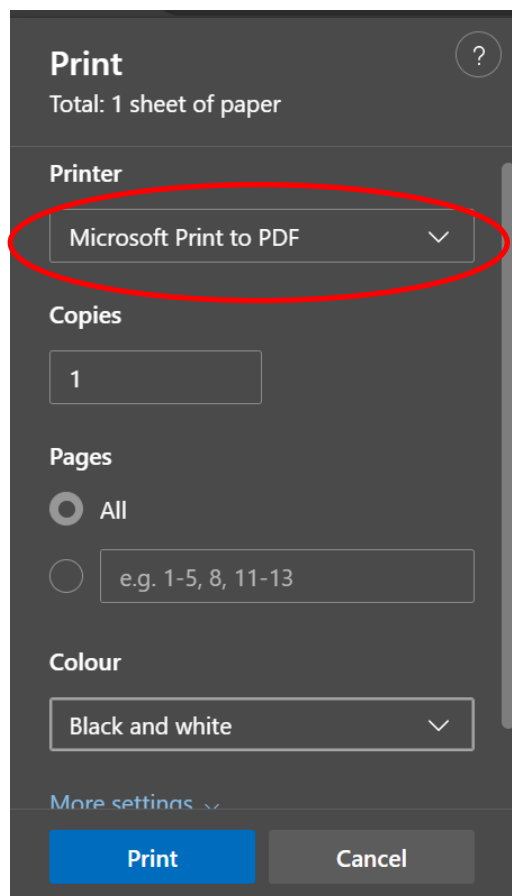 Print
?
Total: 1 sheet of paper
Printer
Microsoft Print to PDF
Copies
1
Pages
All
e.g. 1-5, 8, 11-13
Colour
Black and white
More settings
Print Cancel